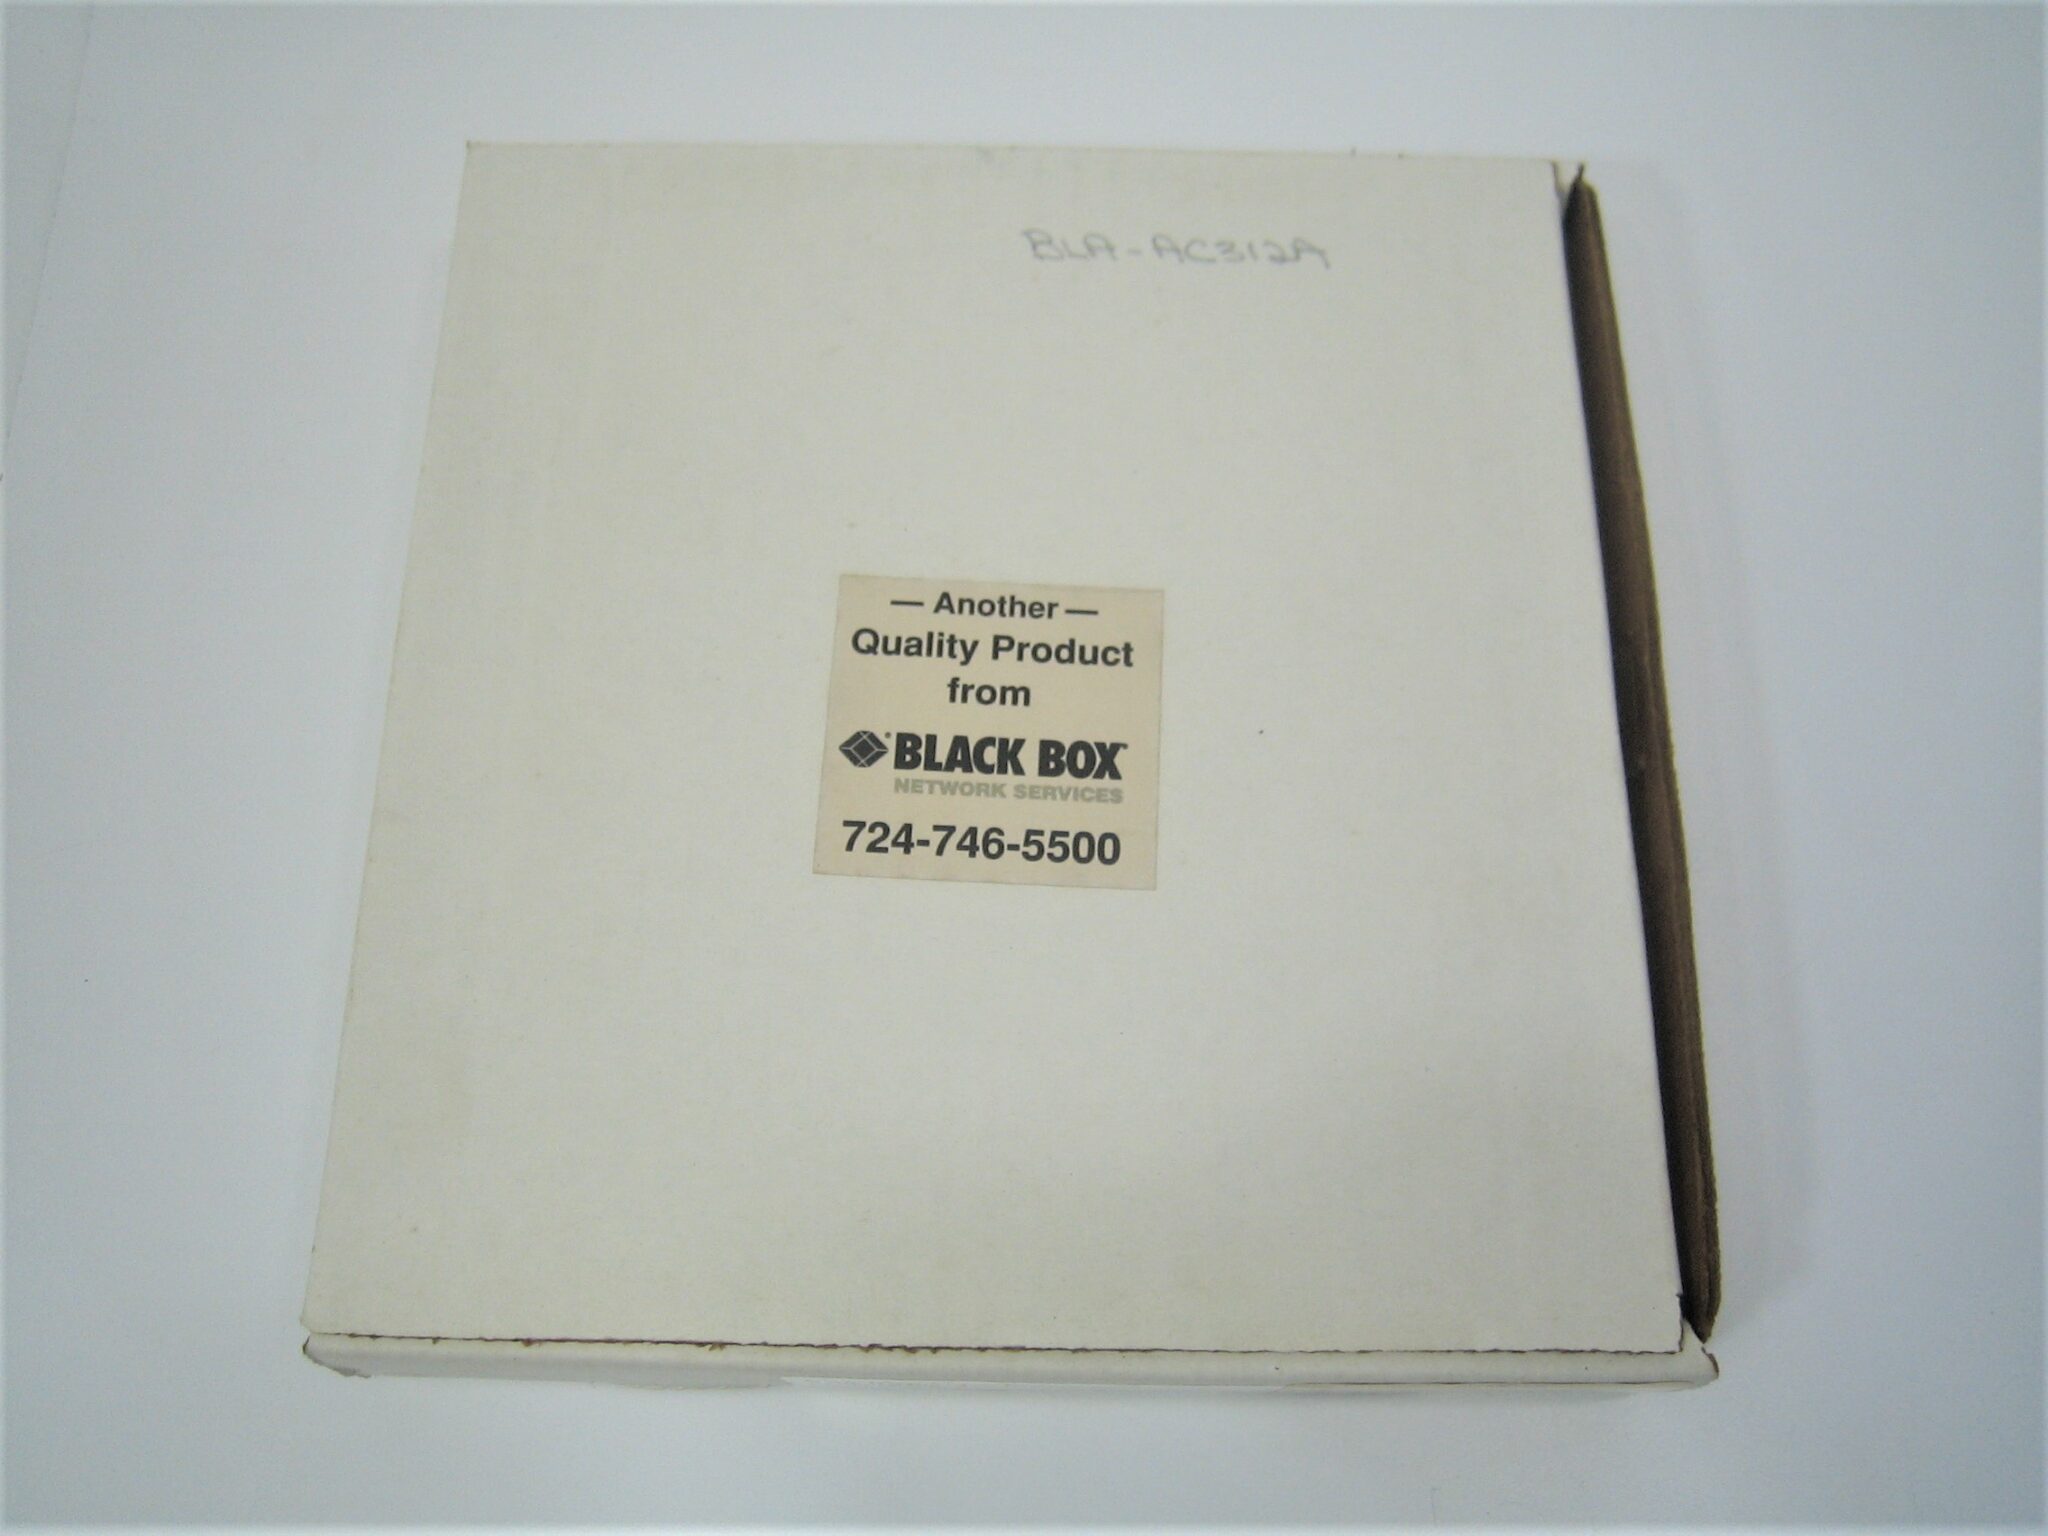 BLA-AC312A
— Another —
Quality Product
from
BLACK BOX
NETWORK SERVICES
724-746-5500